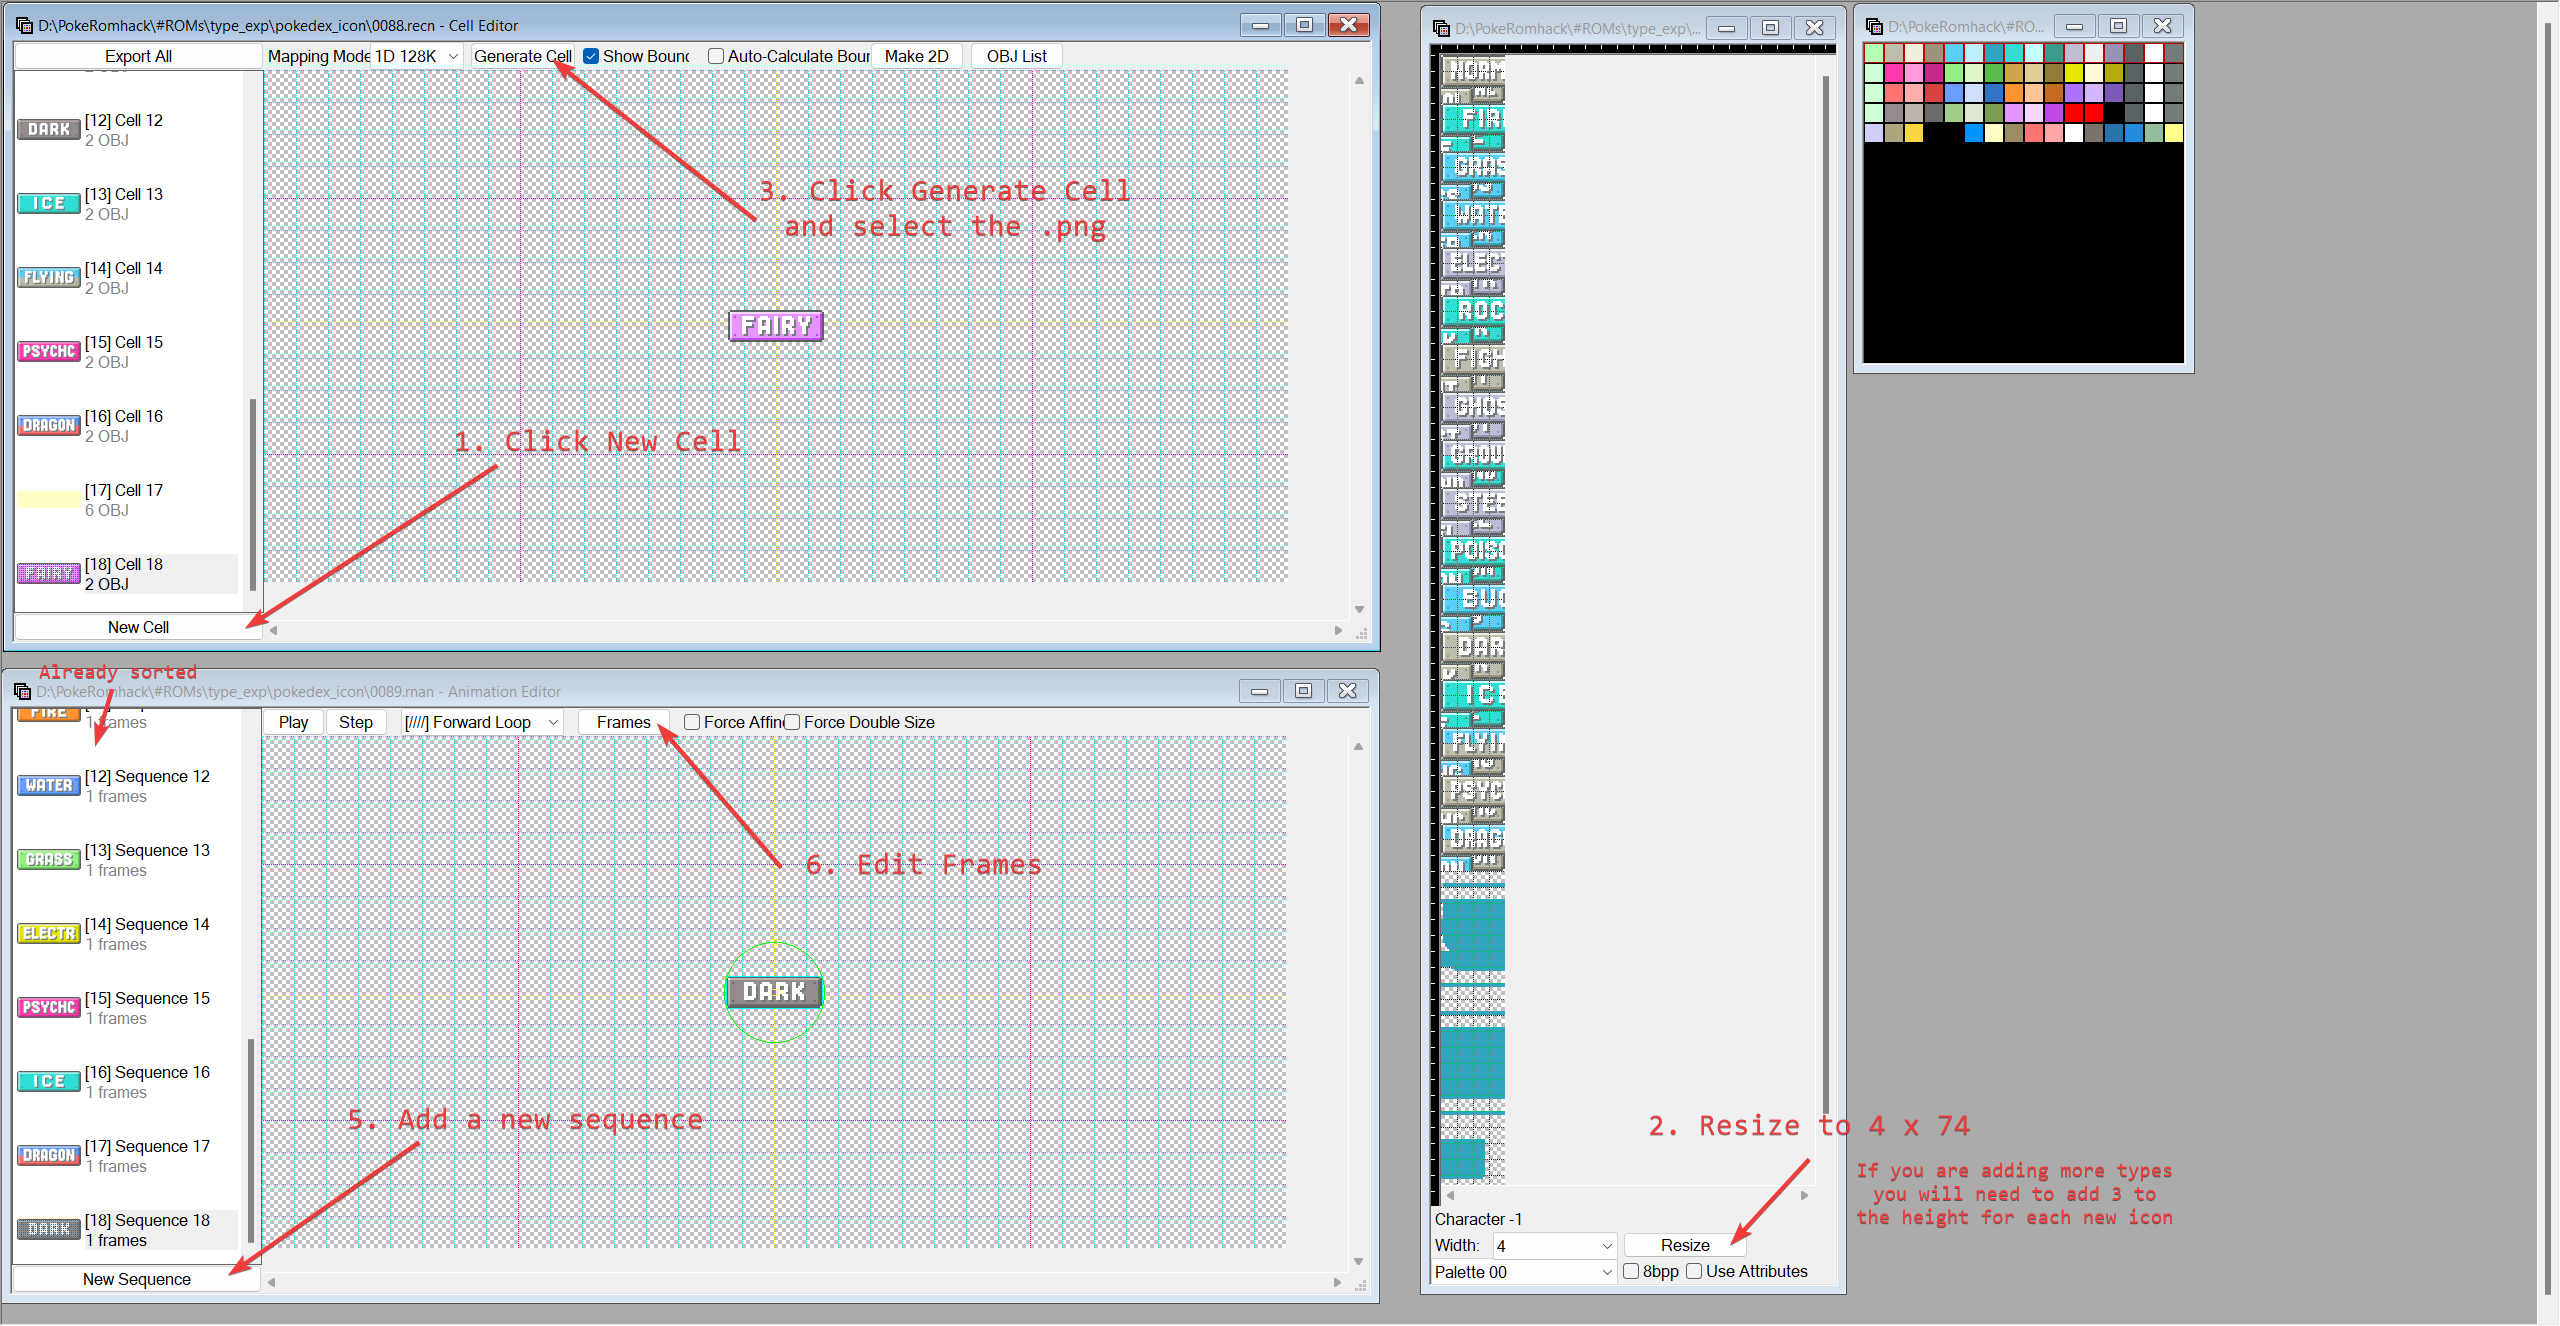 D:\PokeRomhack\#ROMs\type_exp\pokedex_icon\0088.recn - Cell Editor
Export All
Mapping Mode 1D 128K
Generate Cell
Show Bound
Auto-Calculate Bour
Make 2D
OBJ List
DARK
[12] Cell 12
2 OBJ
ICE
[13] Cell 13
2 OBJ
FLYING
[14] Cell 14
2 OBJ
PSYCHC
[15] Cell 15
2 OBJ
DRAGON
[16] Cell 16
2 OBJ
[17] Cell 17
6 OBJ
FAIRY
[18] Cell 18
2 OBJ
New Cell
3. Click Generate Cell
and select the .png
FAIRY
1. Click New Cell
Already sorted
D:\PokeRomhack\#ROMs\type_exp\pokedex_icon\0089.rnan - Animation Editor
Play
Step
[////] Forward Loop
Frames
Force Affin
Force Double Size
FIRE
1 frames
WATER
[12] Sequence 12
1 frames
GRASS
[13] Sequence 13
1 frames
ELECTR
[14] Sequence 14
1 frames
PSYCHC
[15] Sequence 15
1 frames
ICE
[16] Sequence 16
1 frames
DRAGON
[17] Sequence 17
1 frames
DARK
[18] Sequence 18
1 frames
New Sequence
6. Edit Frames
DARK
5. Add a new sequence
D:\PokeRomhack\#ROMs\type_exp\...
NORM
FIR
GRAS
WATE
ELEC
ROC
FIGH
GHOS
GROU
STEE
POISO
BUG
DAR
ICE
FLYIN
PSYC
DRAG
2. Resize to 4 x 74
If you are adding more types
you will need to add 3 to
the height for each new icon
Character -1
Width: 4
Resize
Palette 00
8bpp
Use Attributes
D:\PokeRomhack\#RO...